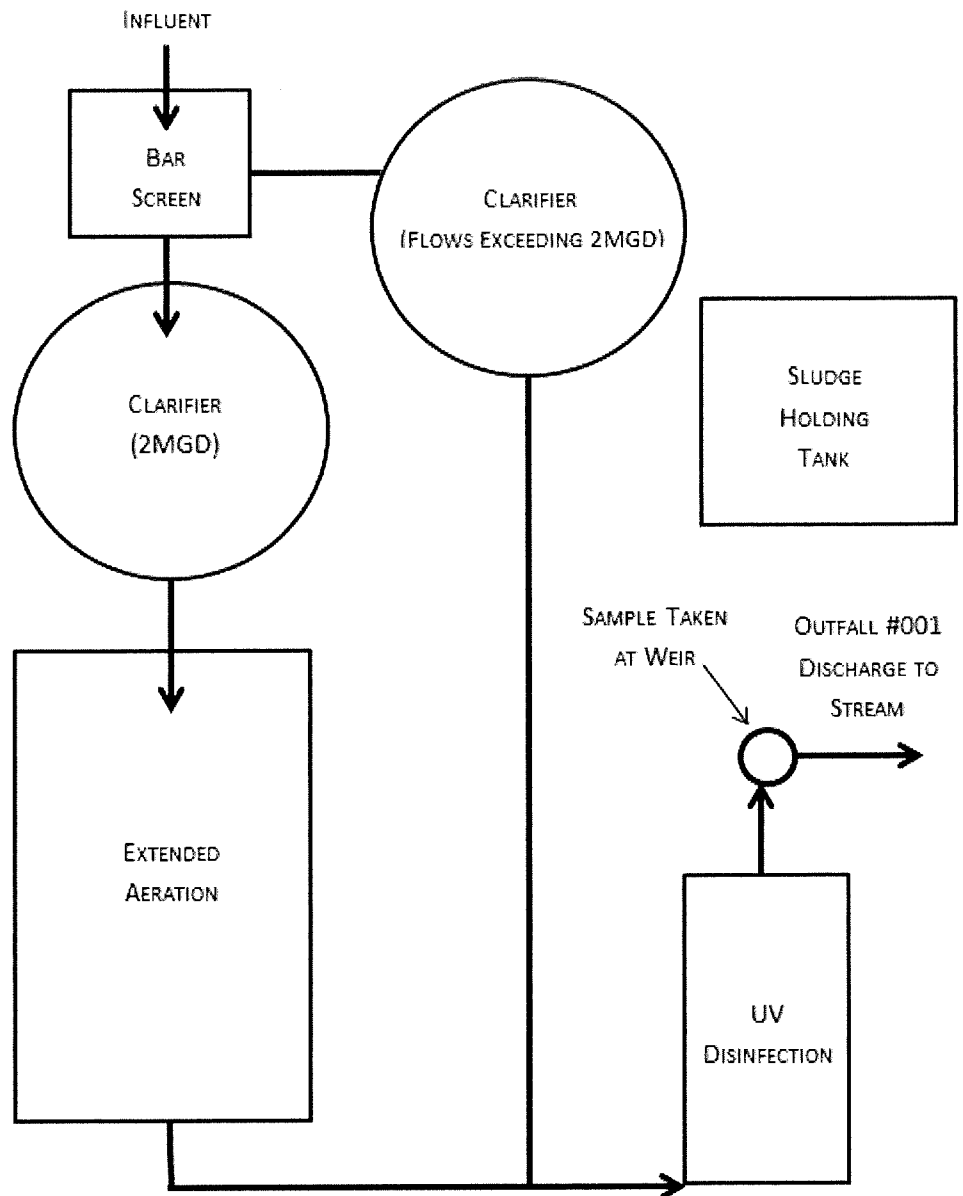 INFLUENT
BAR
SCREEN
CLARIFIER
(FLOWS EXCEEDING 2MGD)
CLARIFIER
(2MGD)
SLUDGE
HOLDING
TANK
SAMPLE TAKEN
AT WEIR
OUTFALL #001
DISCHARGE TO
STREAM
EXTENDED
AERATION
UV
DISINFECTION